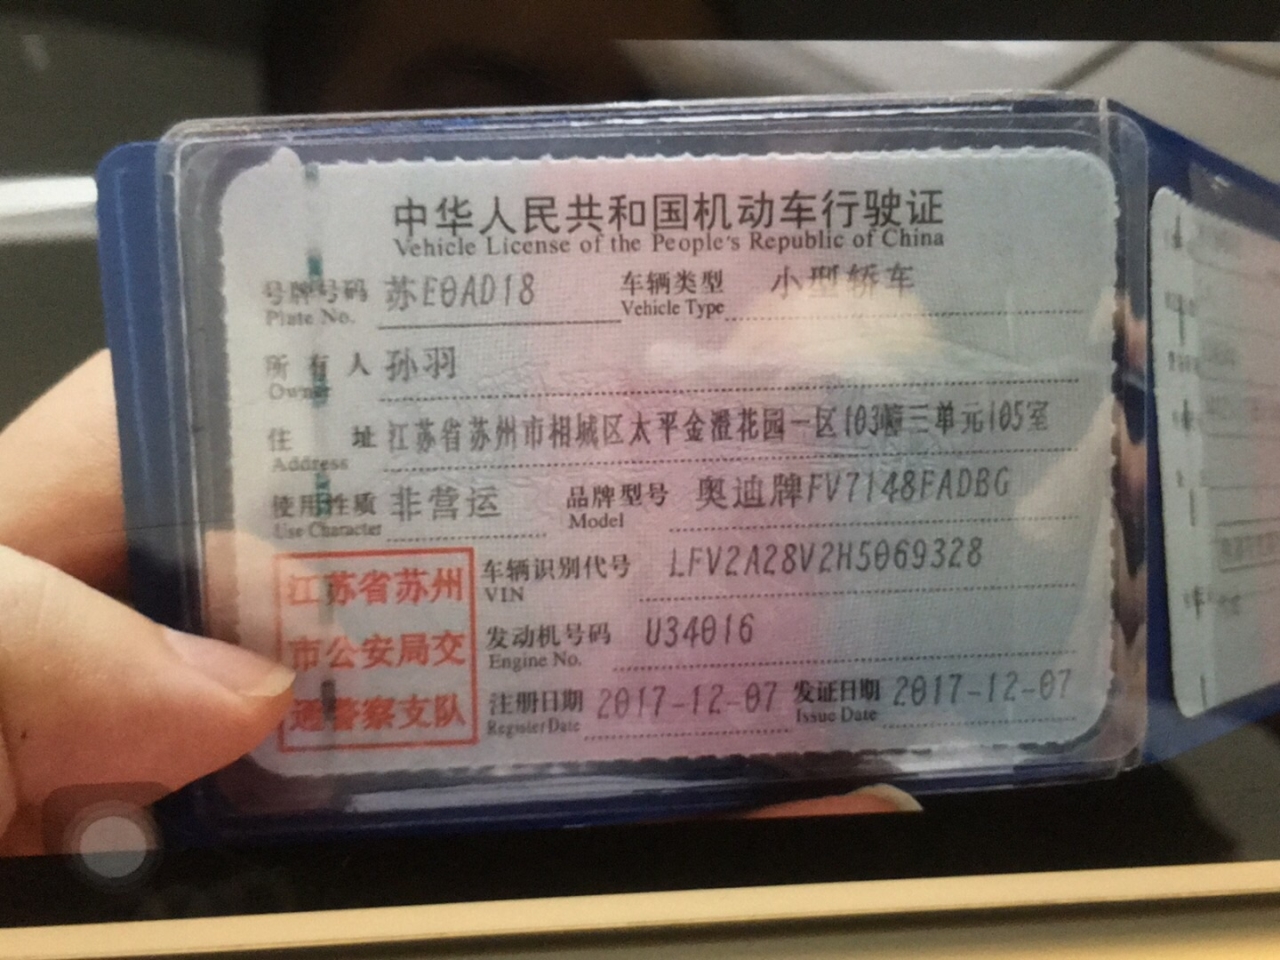 中华人民共和国机动车行驶证
Vehicle License of the People's Republic of China
号牌号码 苏E0AD18 车辆类型 小型轿车
Plate No. Vehicle Type
所有人 孙羽
Owner
住址 江苏省苏州市相城区太平金澄花园一区103幢三单元105室
Address
使用性质 非营运 品牌型号 奥迪牌FV7148FADBG
Use Character Model
江苏省苏州
市公安局交
通警察支队
车辆识别代号 LFV2A28V2H5069328
VIN
发动机号码 U34016
Engine No.
注册日期 2017-12-07 发证日期 2017-12-07
Register Date Issue Date